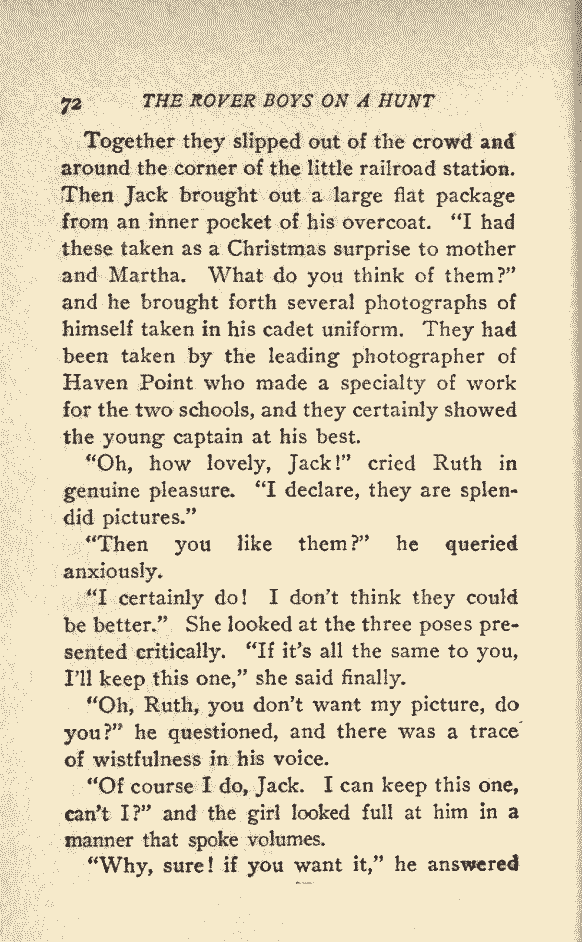 72 THE ROVER BOYS ON A HUNT
Together they slipped out of the crowd and
around the corner of the little railroad station.
Then Jack brought out a large flat package
from an inner pocket of his overcoat. "I had
these taken as a Christmas surprise to mother
and Martha. What do you think of them?"
and he brought forth several photographs of
himself taken in his cadet uniform. They had
been taken by the leading photographer of
Haven Point who made a specialty of work
for the two schools, and they certainly showed
the young captain at his best.
"Oh, how lovely, Jack!" cried Ruth in
genuine pleasure. "I declare, they are splen-
did pictures."
"Then you like them?" he queried
anxiously.
"I certainly do! I don't think they could
be better." She looked at the three poses pre-
sented critically. "If it's all the same to you,
I'll keep this one," she said finally.
"Oh, Ruth, you don't want my picture, do
you?" he questioned, and there was a trace
of wistfulness in his voice.
"Of course I do, Jack. I can keep this one,
can't I?" and the girl looked full at him in a
manner that spoke volumes.
"Why, sure! if you want it," he answered